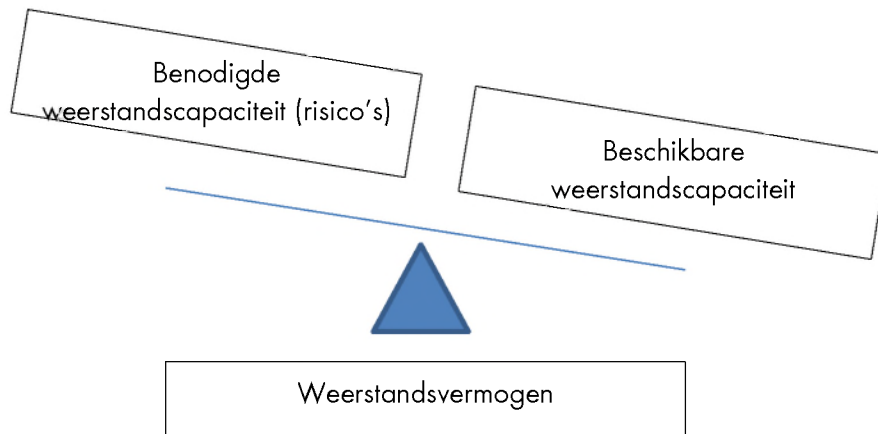 Benodigde
weerstandscapaciteit (risico's)
Beschikbare
weerstandscapaciteit
Weerstandsvermogen